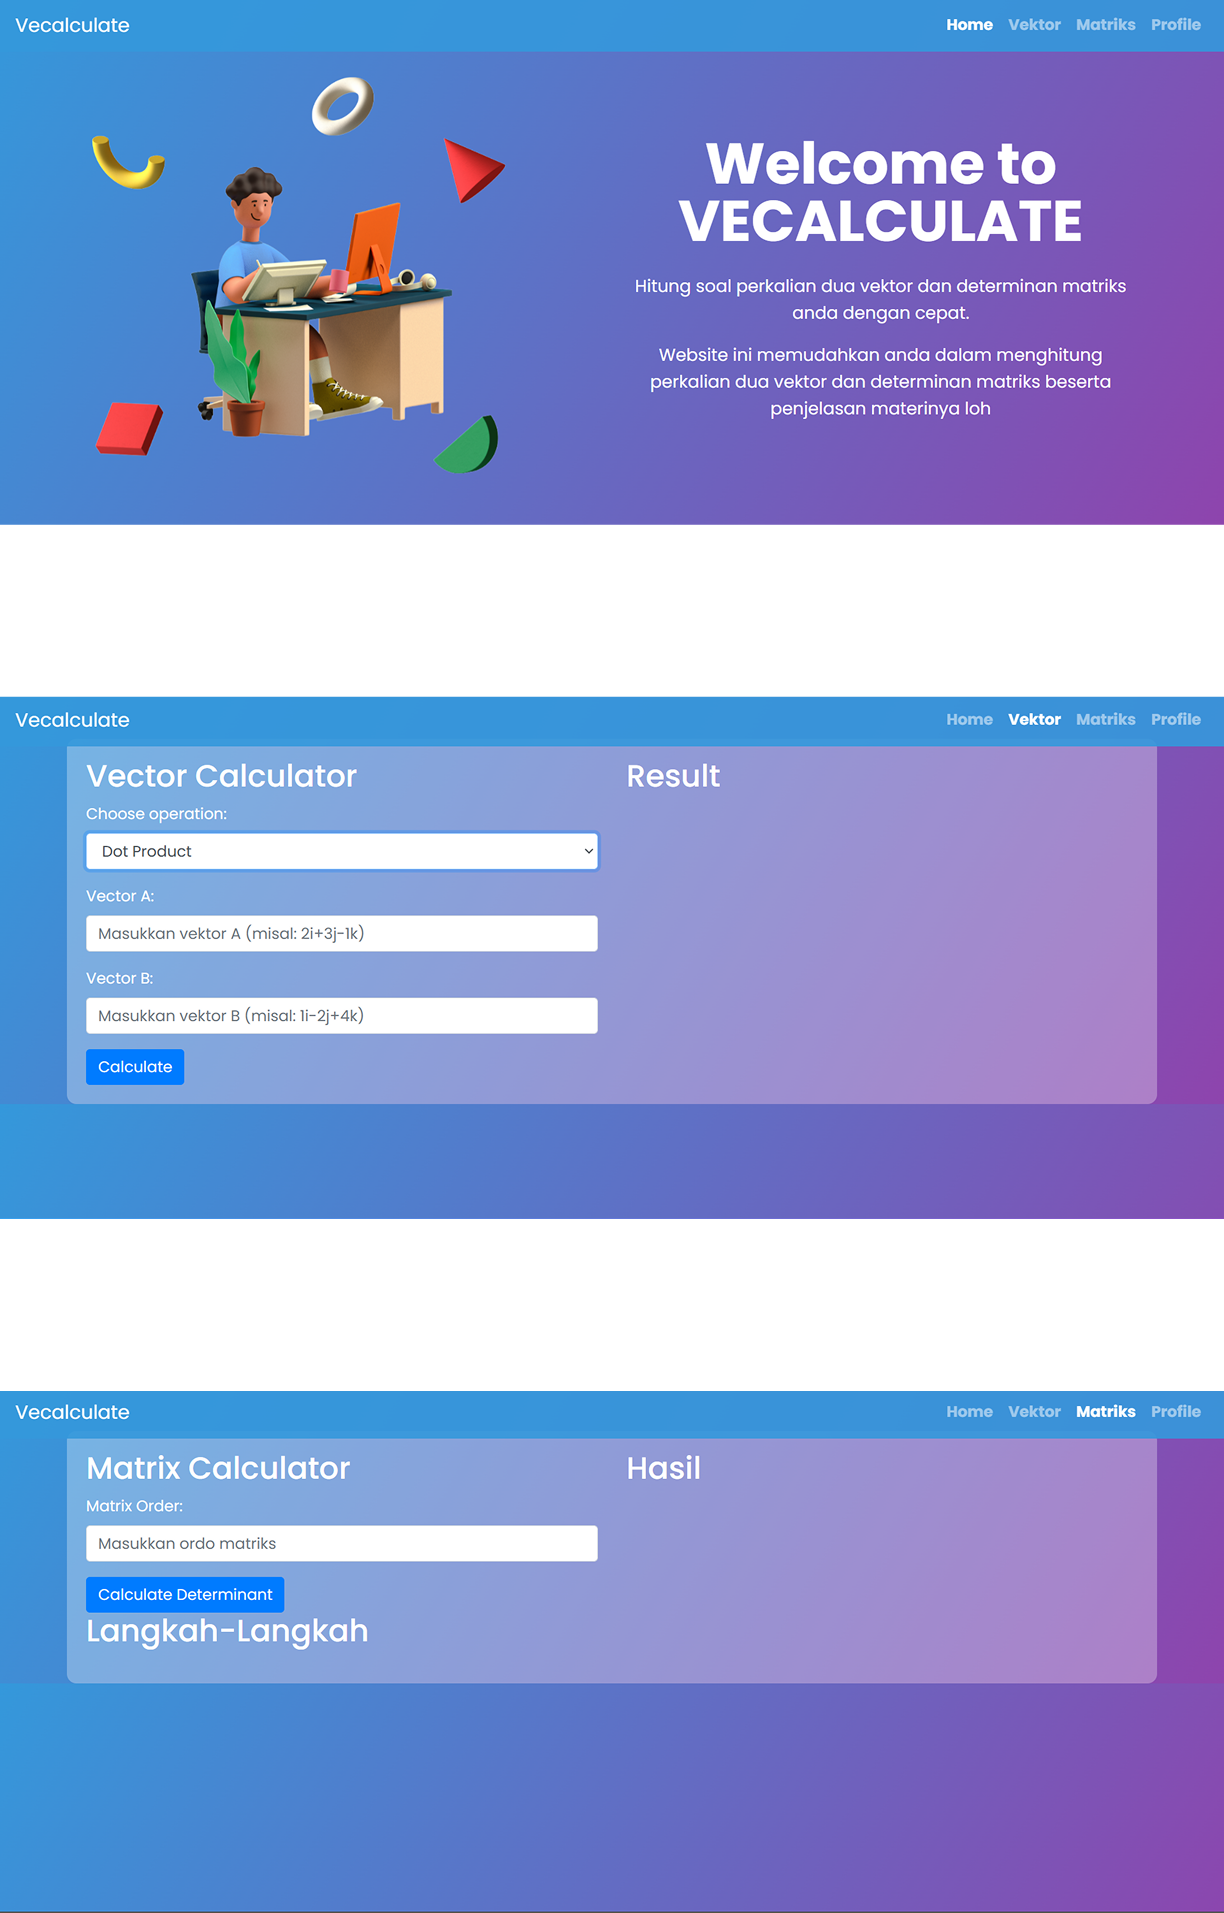 Vecalculate
Home Vektor Matriks Profile
Welcome to
VECALCULATE
Hitung soal perkalian dua vektor dan determinan matriks
anda dengan cepat.
Website ini memudahkan anda dalam menghitung
perkalian dua vektor dan determinan matriks beserta
penjelasan materinya loh
Vecalculate
Home Vektor Matriks Profile
Vector Calculator
Choose operation:
Dot Product
Vector A:
Masukkan vektor A (misal: 2i+3j-1k)
Vector B:
Masukkan vektor B (misal: 1i-2j+4k)
Calculate
Result
Vecalculate
Home Vektor Matriks Profile
Matrix Calculator
Matrix Order:
Masukkan ordo matriks
Calculate Determinant
Langkah-Langkah
Hasil